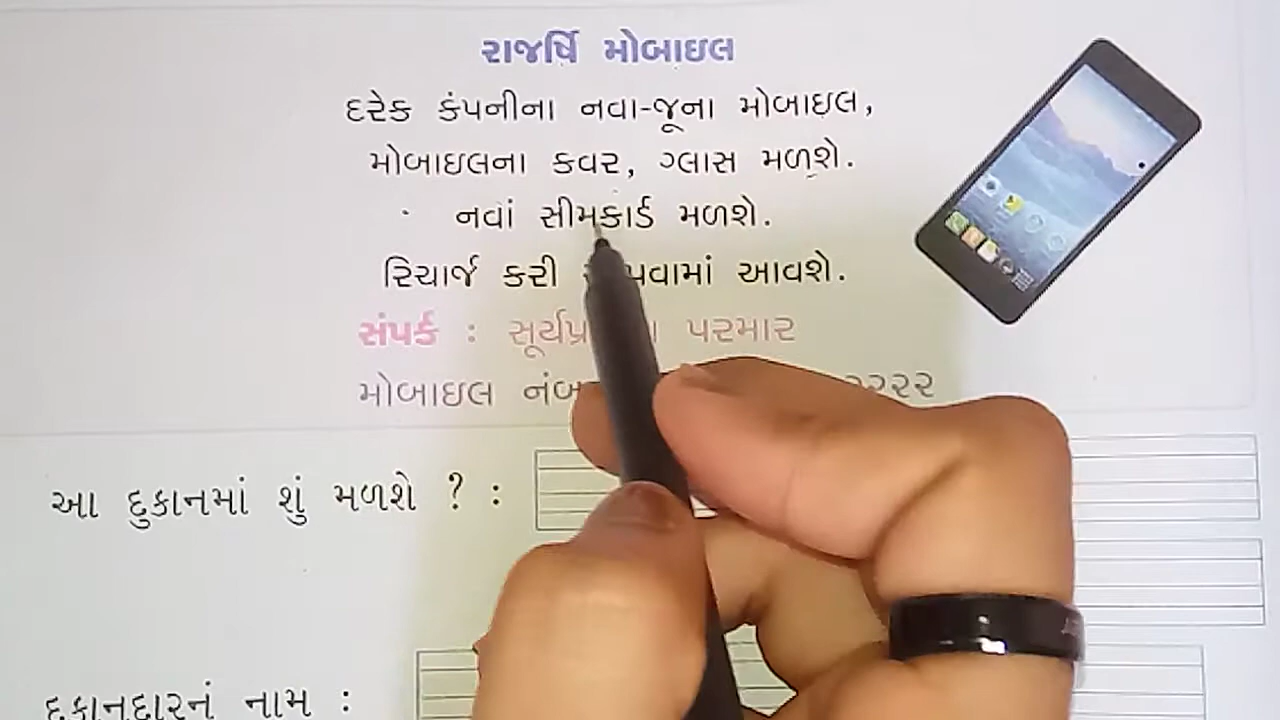 રાજર્ષિ મોબાઇલ
દરેક કંપનીના નવા-જૂના મોબાઇલ,
મોબાઇલના કવર, ગ્લાસ મળશે.
નવાં સીમકાર્ડ મળશે.
રિચાર્જ કરી આવશે.
સંપર્ક : પરમાર
મોબાઇલ
આ દુકાનમાં શું મળશે ? :
દુકાનદારનું નામ :